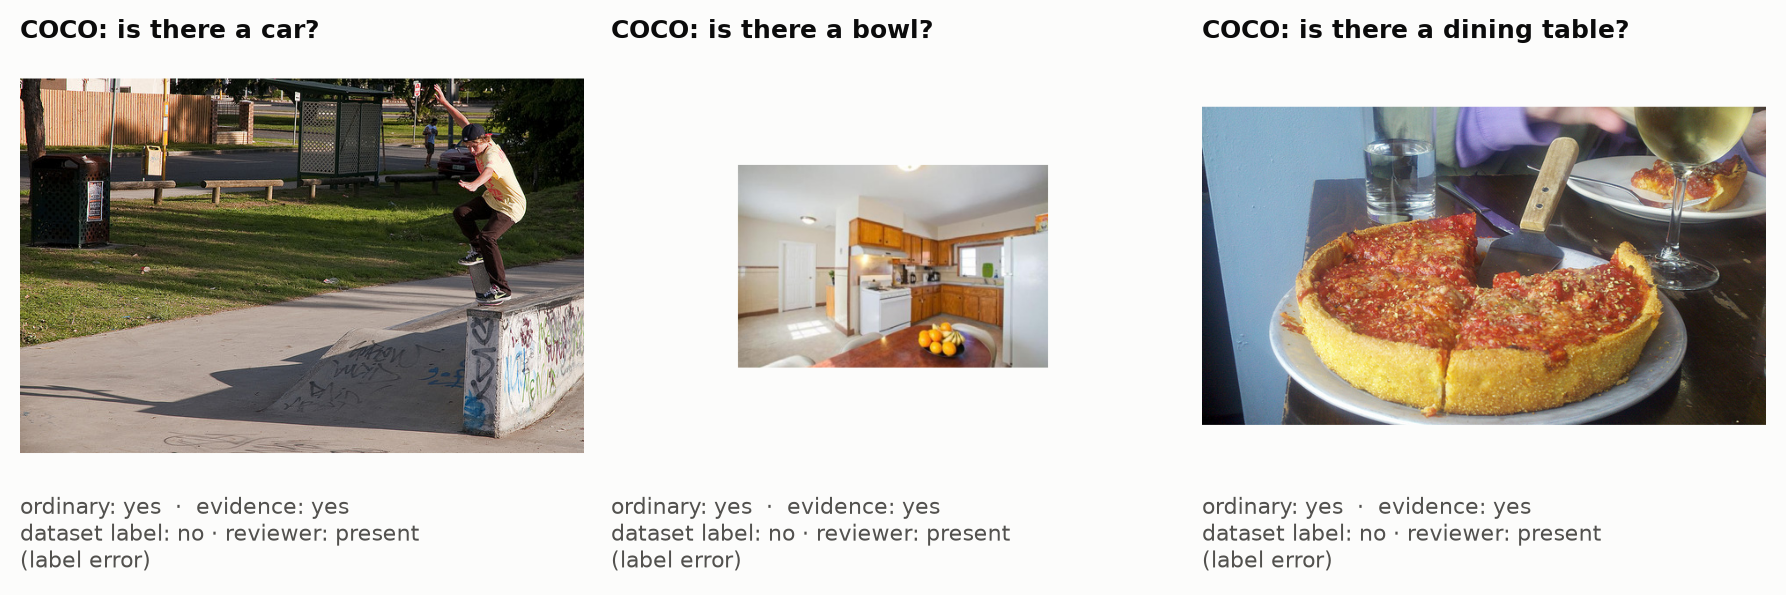 COCO: is there a car?
ordinary: yes · evidence: yes
dataset label: no · reviewer: present
(label error)
COCO: is there a bowl?
ordinary: yes · evidence: yes
dataset label: no · reviewer: present
(label error)
COCO: is there a dining table?
ordinary: yes · evidence: yes
dataset label: no · reviewer: present
(label error)